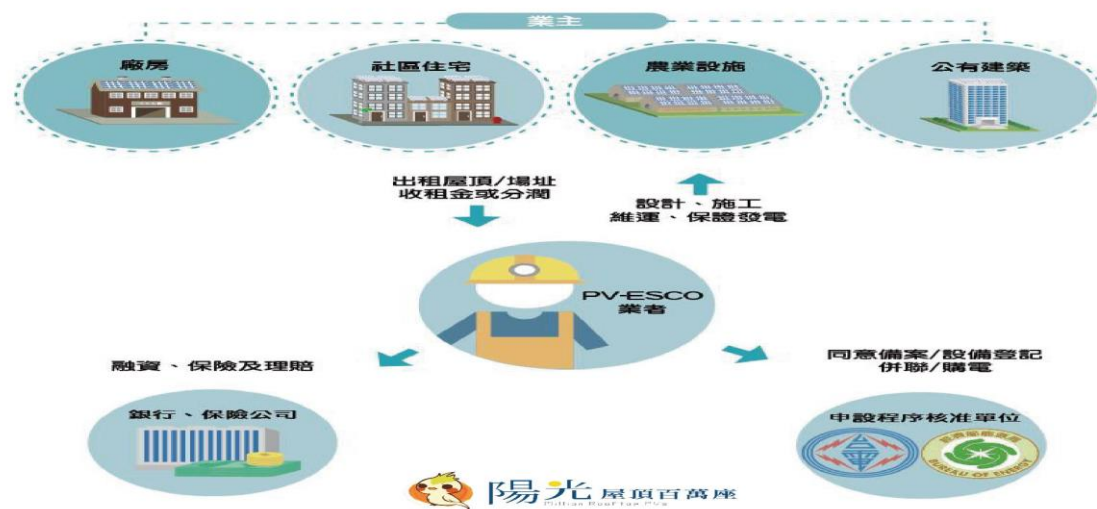 業主
廠房
社區住宅
農業設施
公有建築
出租屋頂/場址
收租金或分潤
設計、施工
維運、保證發電
PV-ESCO
業者
融資、保險及理賠
銀行、保險公司
同意備案/設備登記
併聯/購電
申設程序核准單位
BUREAU OF ENERGY
陽光屋頂百萬座